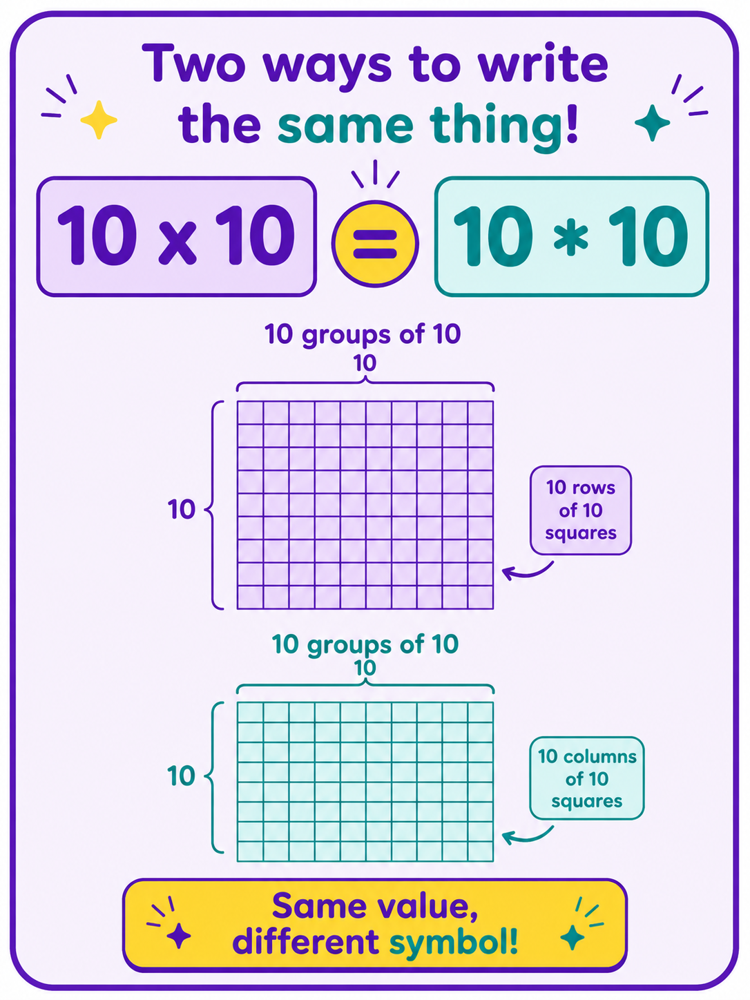 Two ways to write
the same thing!
10 x 10 = 10 * 10
10 groups of 10
10
10
10 rows
of 10
squares
10 groups of 10
10
10
10 columns
of 10
squares
Same value,
different symbol!